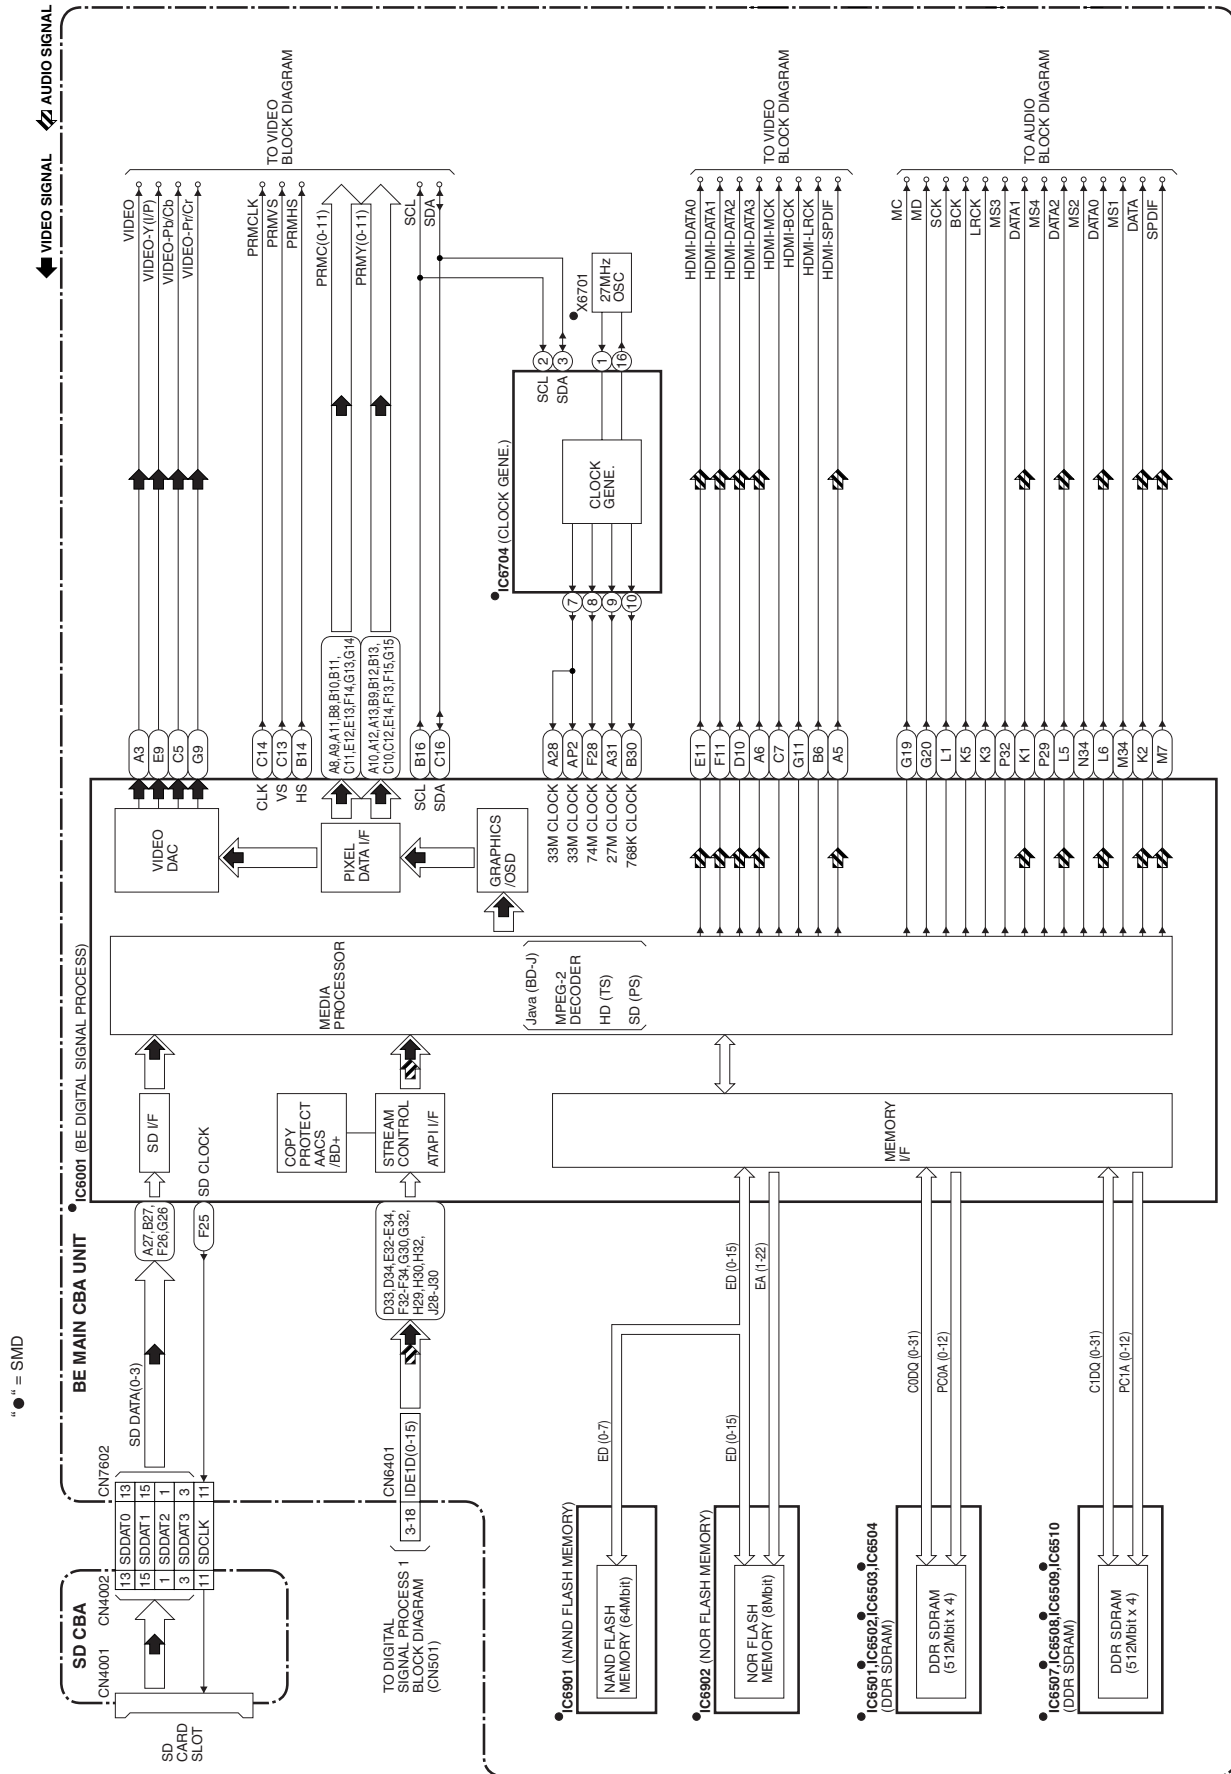 "●" = SMD
VIDEO SIGNAL
AUDIO SIGNAL
SD CBA
CN4001
CN4002
CN7602
SD
CARD
SLOT
13 SDDAT0 13
15 SDDAT1 15
1 SDDAT2 1
3 SDDAT3 3
11 SDCLK 11
SD DATA(0-3)
BE MAIN CBA UNIT
IC6001 (BE DIGITAL SIGNAL PROCESS)
A27,B27,
F26,G26
F25
SD CLOCK
SD I/F
TO DIGITAL
SIGNAL PROCESS 1
BLOCK DIAGRAM
(CN501)
CN6401
3-18 IDE1D(0-15)
D33,D34,E32-E34,
F32-F34,G30,G32,
H29,H30,H32,
J28-J30
COPY
PROTECT
AACS
/BD+
STREAM
CONTROL
ATAPI I/F
MEDIA
PROCESSOR
Java (BD-J)
MPEG-2
DECODER
HD (TS)
SD (PS)
VIDEO
DAC
PIXEL
DATA I/F
GRAPHICS
/OSD
A3
E9
C5
G9
VIDEO
VIDEO-Y(I/P)
VIDEO-Pb/Cb
VIDEO-Pr/Cr
CLK
VS
HS
C14
C13
B14
PRMCLK
PRMVS
PRMHS
A8, A9,A11,B8,B10,B11,
C11,E12,E13,F14,G13,G14
A10, A12, A13,B9,B12,B13,
C10,C12,E14,F13,F15,G15
PRMC(0-11)
PRMY(0-11)
SCL
SDA
B16
C16
SCL
SDA
TO VIDEO
BLOCK DIAGRAM
IC6704 (CLOCK GENE.)
CLOCK
GENE.
SCL
SDA
2
3
1
16
X6701
27MHz
OSC
7
8
9
10
33M CLOCK
33M CLOCK
74M CLOCK
27M CLOCK
768K CLOCK
A28
AP2
F28
A31
B30
E11
F11
D10
A6
C7
G11
B6
A5
HDMI-DATA0
HDMI-DATA1
HDMI-DATA2
HDMI-DATA3
HDMI-MCK
HDMI-BCK
HDMI-LRCK
HDMI-SPDIF
TO VIDEO
BLOCK DIAGRAM
G19
G20
L1
K5
K3
P32
K1
P29
L5
N34
L6
M34
K2
M7
MC
MD
SCK
BCK
LRCK
MS3
DATA1
MS4
DATA2
MS2
DATA0
MS1
DATA
SPDIF
TO AUDIO
BLOCK DIAGRAM
MEMORY
I/F
ED (0-15)
EA (1-22)
ED (0-7)
ED (0-15)
C0DQ (0-31)
PC0A (0-12)
C1DQ (0-31)
PC1A (0-12)
IC6901 (NAND FLASH MEMORY)
NAND FLASH
MEMORY (64Mbit)
IC6902 (NOR FLASH MEMORY)
NOR FLASH
MEMORY (8Mbit)
IC6501,IC6502,IC6503,IC6504
(DDR SDRAM)
DDR SDRAM
(512Mbit x 4)
IC6507,IC6508,IC6509,IC6510
(DDR SDRAM)
DDR SDRAM
(512Mbit x 4)